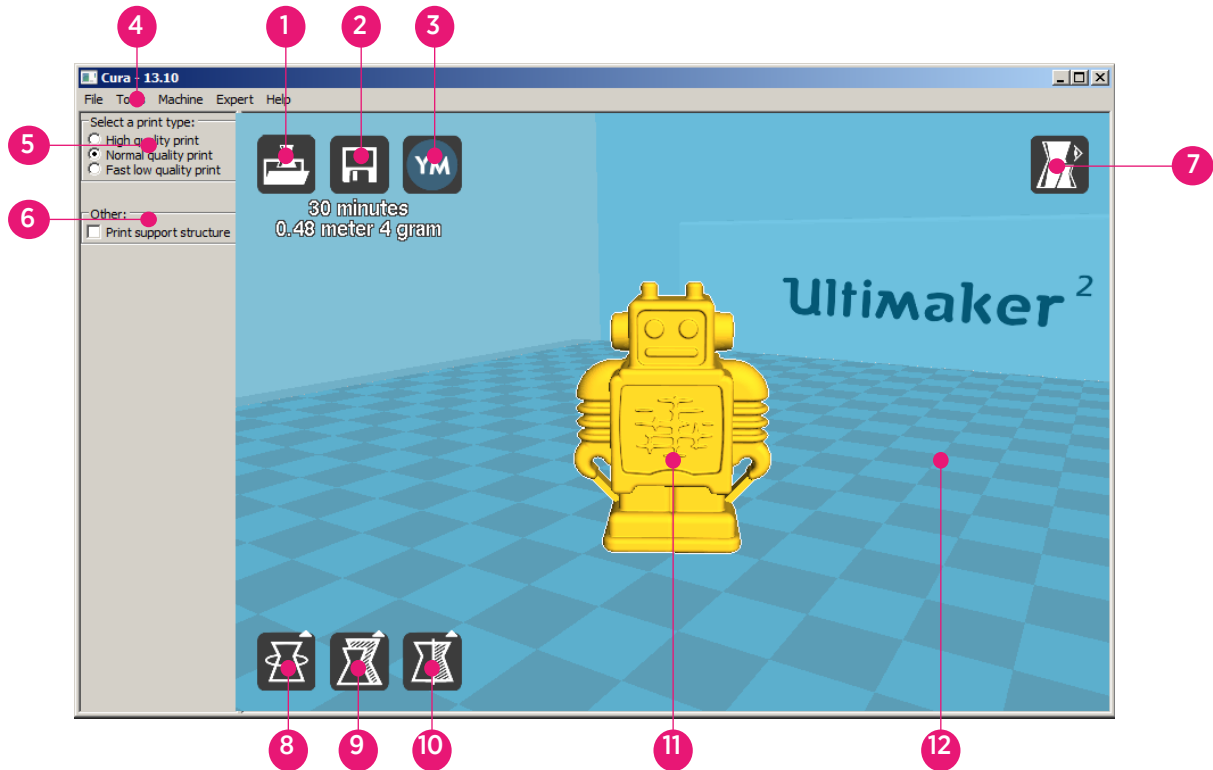 4
1
2
3
Cura - 13.10
File Tools Machine Expert Help
Select a print type:
High quality print
Normal quality print
Fast low quality print
5
YM
7
30 minutes
0.48 meter 4 gram
6
Other:
Print support structure
Ultimaker 2
8
9
10
11
12